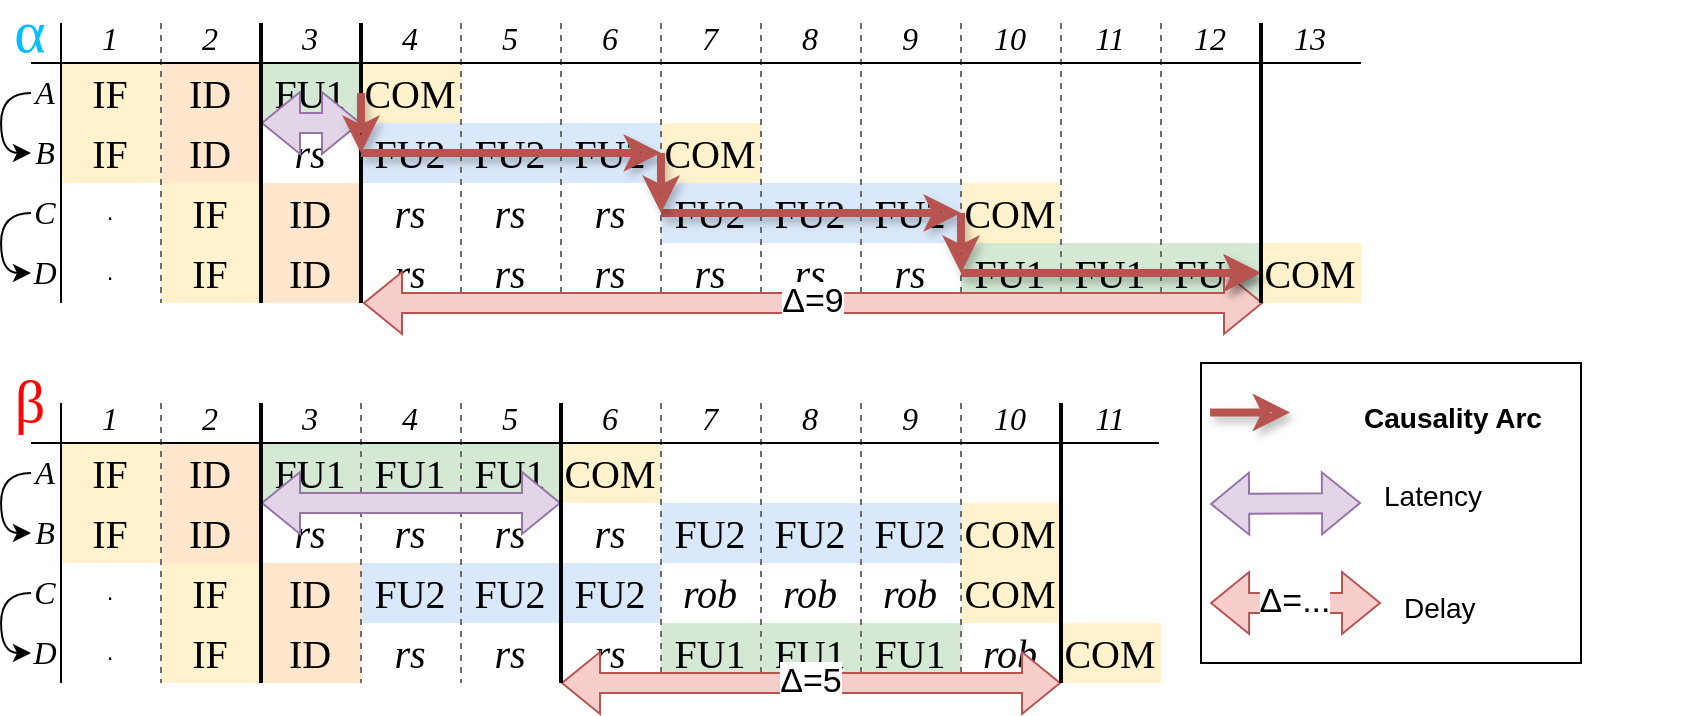 α 1 2 3 4 5 6 7 8 9 10 11 12 13
A IF ID FU1 COM
B IF ID rs FU2 FU2 FU2 COM
C . IF ID rs rs rs FU2 FU2 FU2 COM
D . IF ID rs rs rs rs rs rs FU1 FU1 FU1 COM
Δ=9
β 1 2 3 4 5 6 7 8 9 10 11
A IF ID FU1 FU1 FU1 COM
B IF ID rs rs rs rs FU2 FU2 FU2 COM
C . IF ID FU2 FU2 FU2 rob rob rob COM
D . IF ID rs rs rs FU1 FU1 FU1 rob COM
Δ=5
Causality Arc
Latency
Δ=... Delay